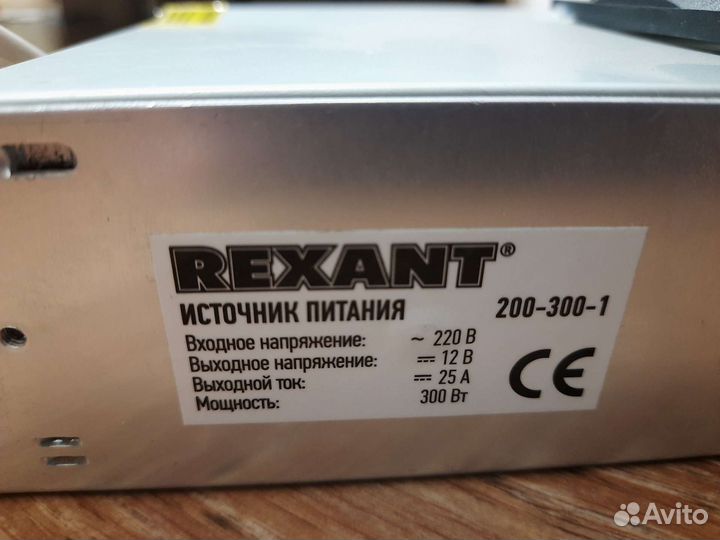 REXANT®
ИСТОЧНИК ПИТАНИЯ 200-300-1
Входное напряжение: ~ 220 В
Выходное напряжение: ⎓ 12 В
Выходной ток: ⎓ 25 А
Мощность: 300 Вт
CE
Avito